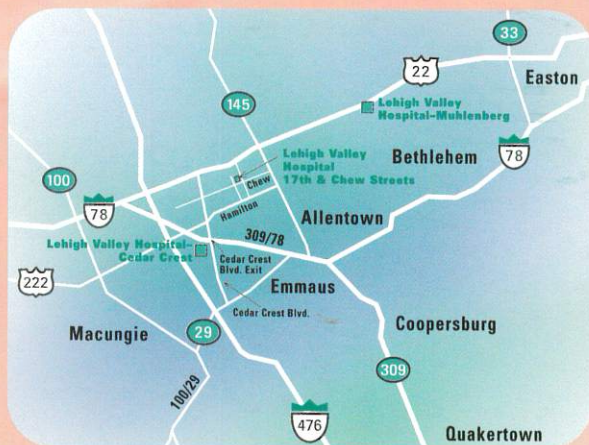 33
22
Easton
145
Lehigh Valley
Hospital–Muhlenberg
Lehigh Valley
Hospital
17th & Chew Streets
Bethlehem
78
100
Chew
Hamilton
78
Allentown
309/78
Lehigh Valley Hospital–
Cedar Crest
Cedar Crest
Blvd. Exit
222
Emmaus
Cedar Crest Blvd.
Macungie
29
Coopersburg
100/29
309
476
Quakertown